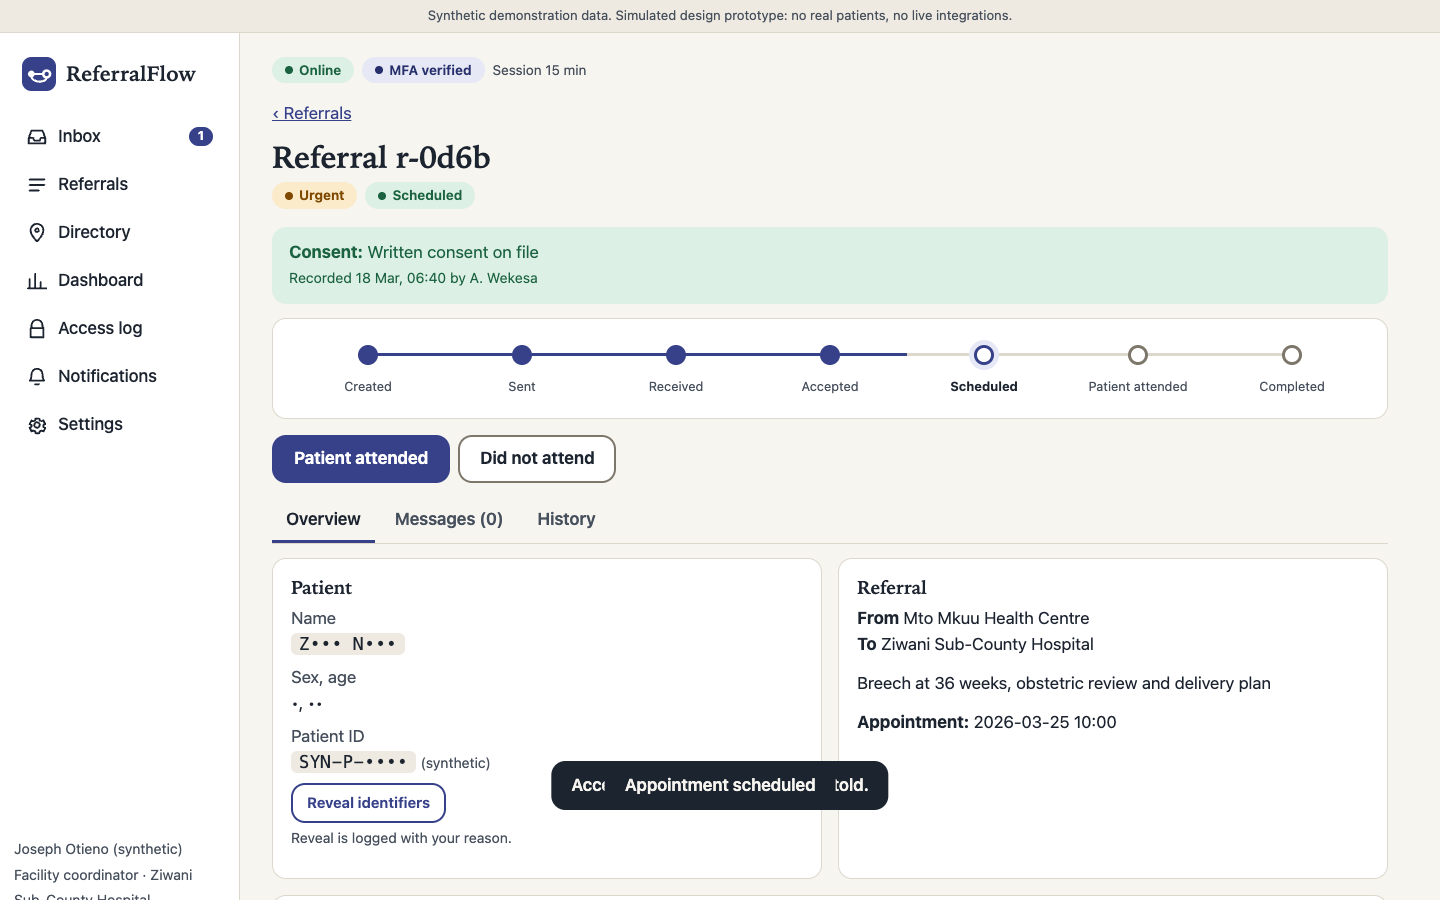 Synthetic demonstration data. Simulated design prototype: no real patients, no live integrations.
ReferralFlow
Inbox 1
Referrals
Directory
Dashboard
Access log
Notifications
Settings
Joseph Otieno (synthetic)
Facility coordinator · Ziwani
Sub-County Hospital
Online MFA verified Session 15 min
‹ Referrals
Referral r-0d6b
Urgent Scheduled
Consent: Written consent on file
Recorded 18 Mar, 06:40 by A. Wekesa
Created Sent Received Accepted Scheduled Patient attended Completed
Patient attended Did not attend
Overview Messages (0) History
Patient
Name
Z••• N•••
Sex, age
•, ••
Patient ID
SYN-P-•••• (synthetic)
Reveal identifiers
Reveal is logged with your reason.
Referral
From Mto Mkuu Health Centre
To Ziwani Sub-County Hospital
Breech at 36 weeks, obstetric review and delivery plan
Appointment: 2026-03-25 10:00
Appointment scheduled told.